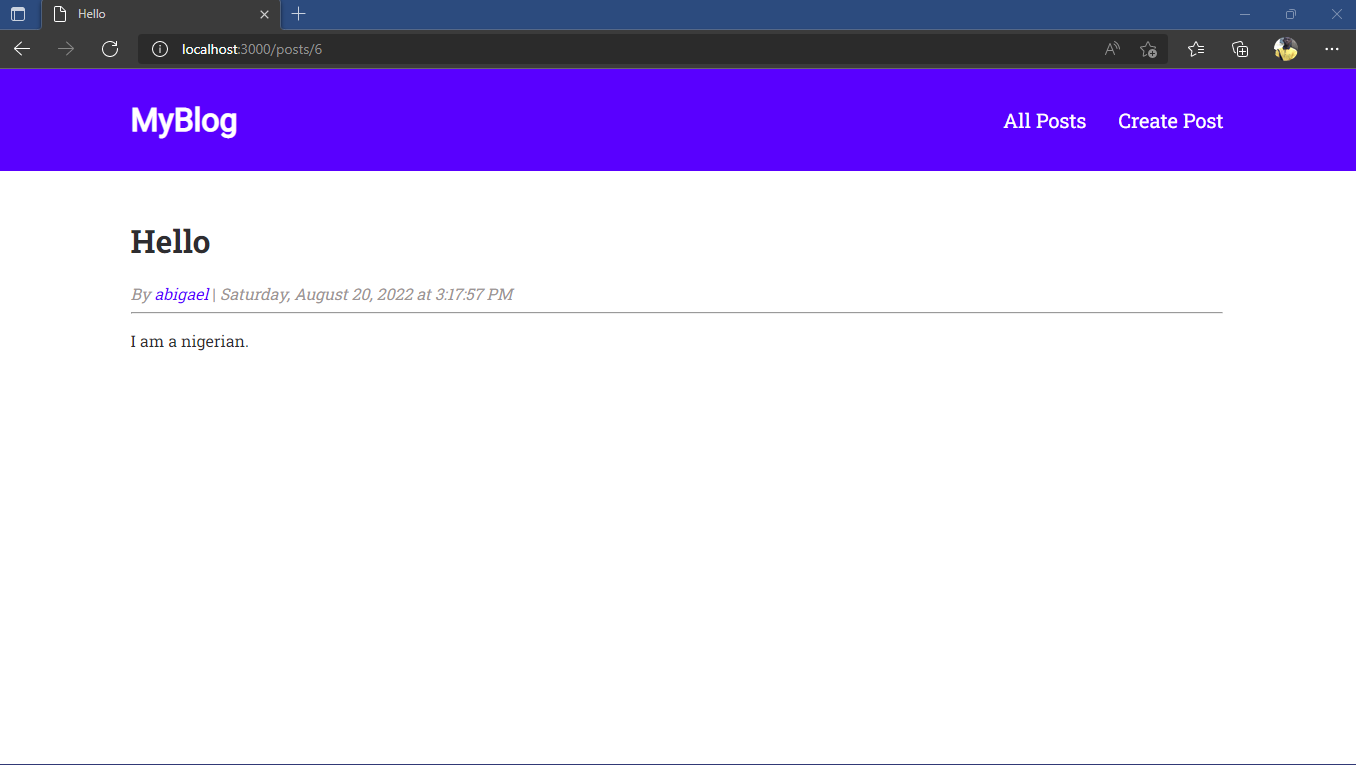 Hello
localhost:3000/posts/6
MyBlog
All Posts Create Post
Hello
By abigael | Saturday, August 20, 2022 at 3:17:57 PM
I am a nigerian.